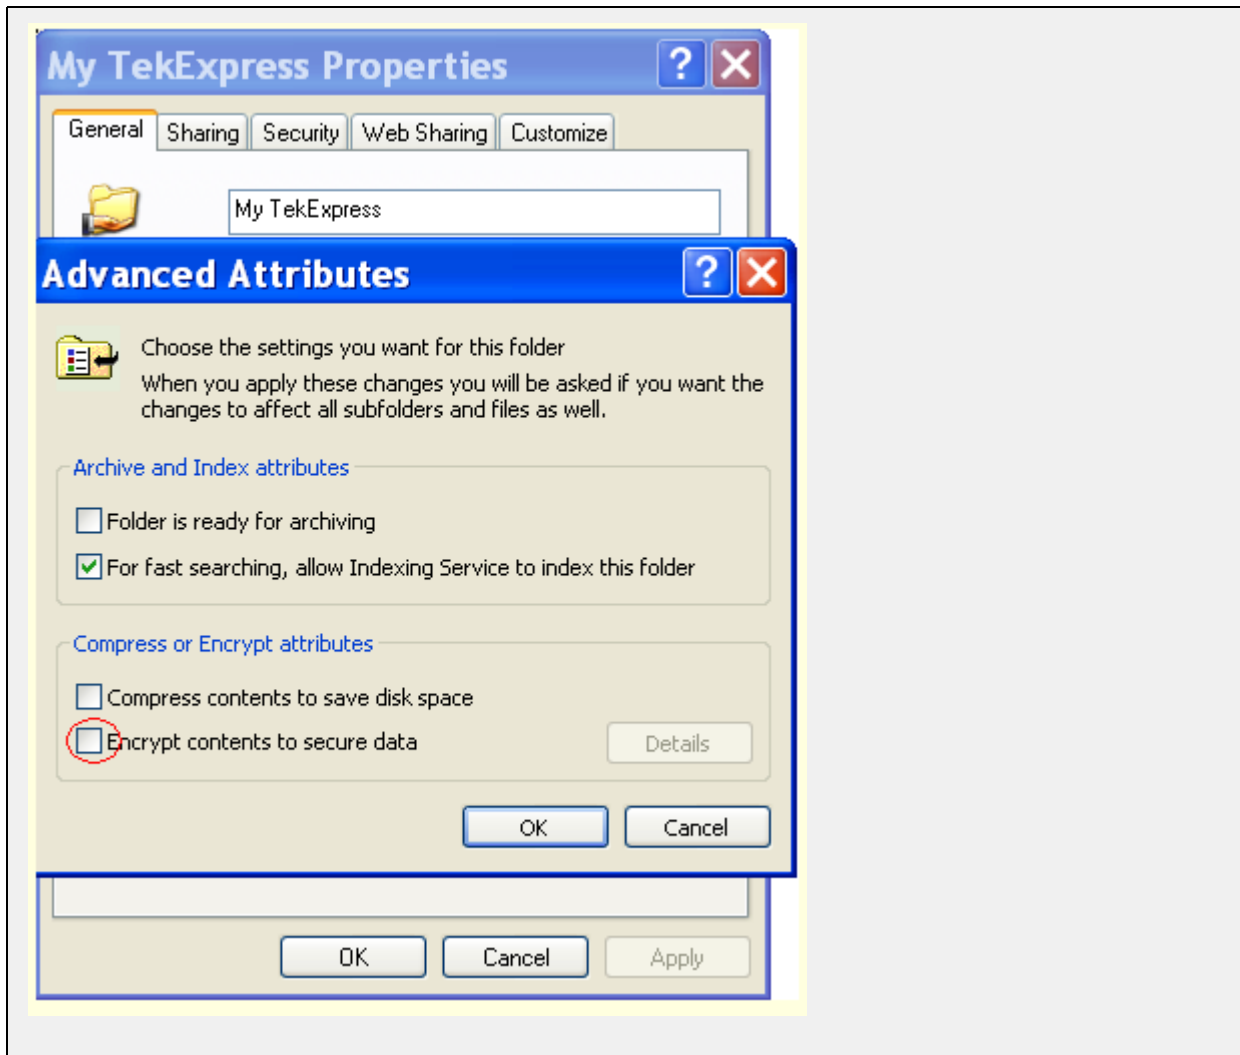 My TekExpress Properties
General Sharing Security Web Sharing Customize
My TekExpress
Advanced Attributes
Choose the settings you want for this folder
When you apply these changes you will be asked if you want the
changes to affect all subfolders and files as well.
Archive and Index attributes
Folder is ready for archiving
For fast searching, allow Indexing Service to index this folder
Compress or Encrypt attributes
Compress contents to save disk space
Encrypt contents to secure data Details
OK Cancel
OK Cancel Apply